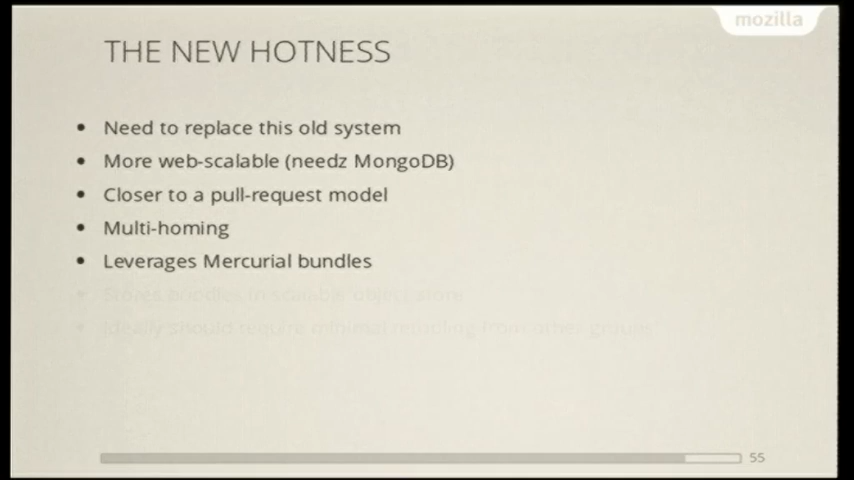 mozilla
THE NEW HOTNESS
• Need to replace this old system
• More web-scalable (needz MongoDB)
• Closer to a pull-request model
• Multi-homing
• Leverages Mercurial bundles
• Stores bundles in scalable object store
• Ideally should require minimal retooling from other groups
55